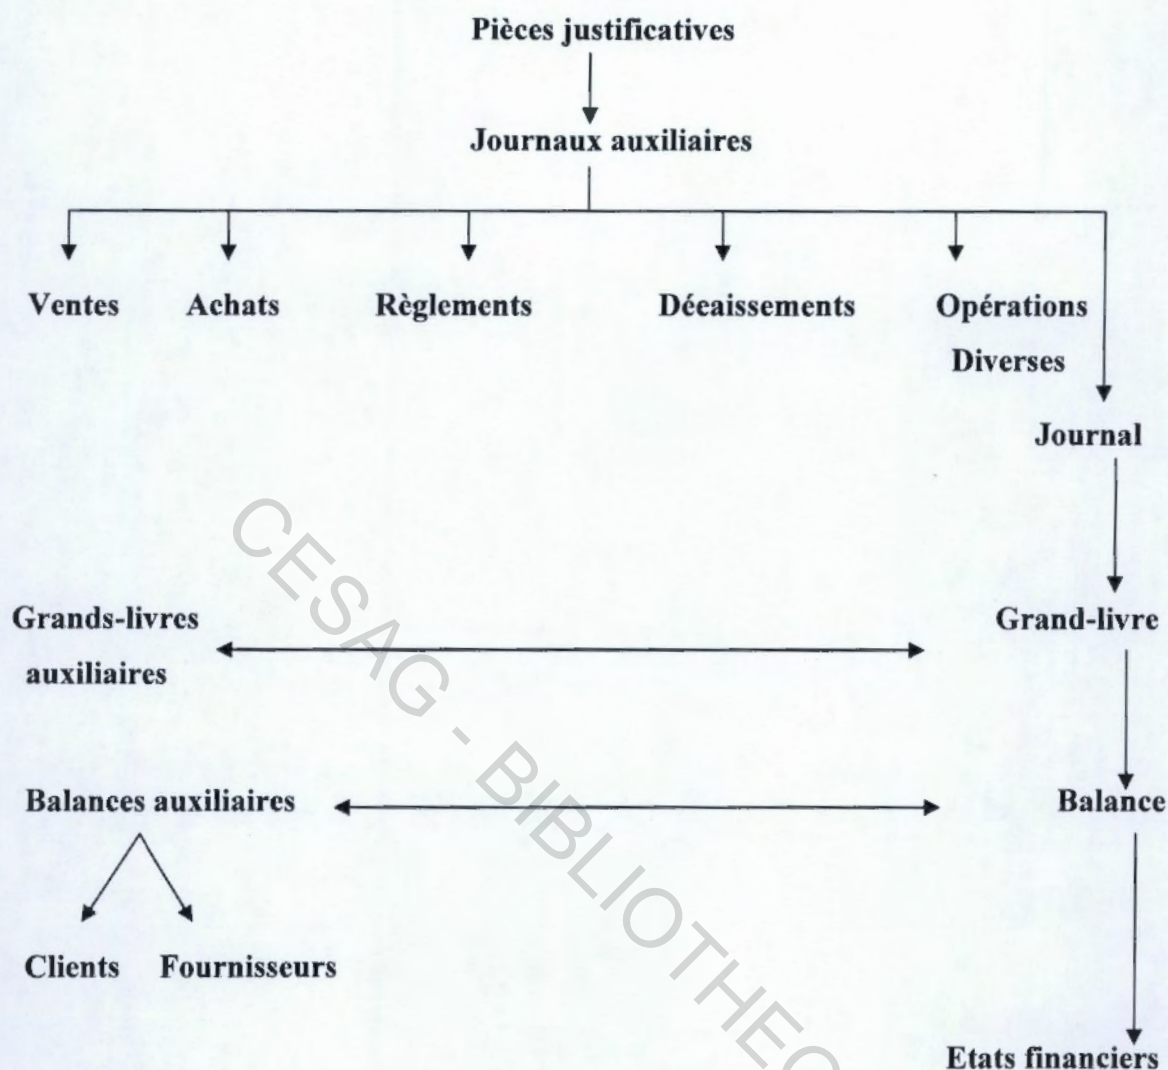 Pièces justificatives
Journaux auxiliaires
Ventes Achats Règlements Décaissements Opérations
Diverses
Journal
Grands-livres Grand-livre
auxiliaires
Balances auxiliaires Balance
Clients Fournisseurs
Etats financiers
CESAG - BIBLIOTHEQ